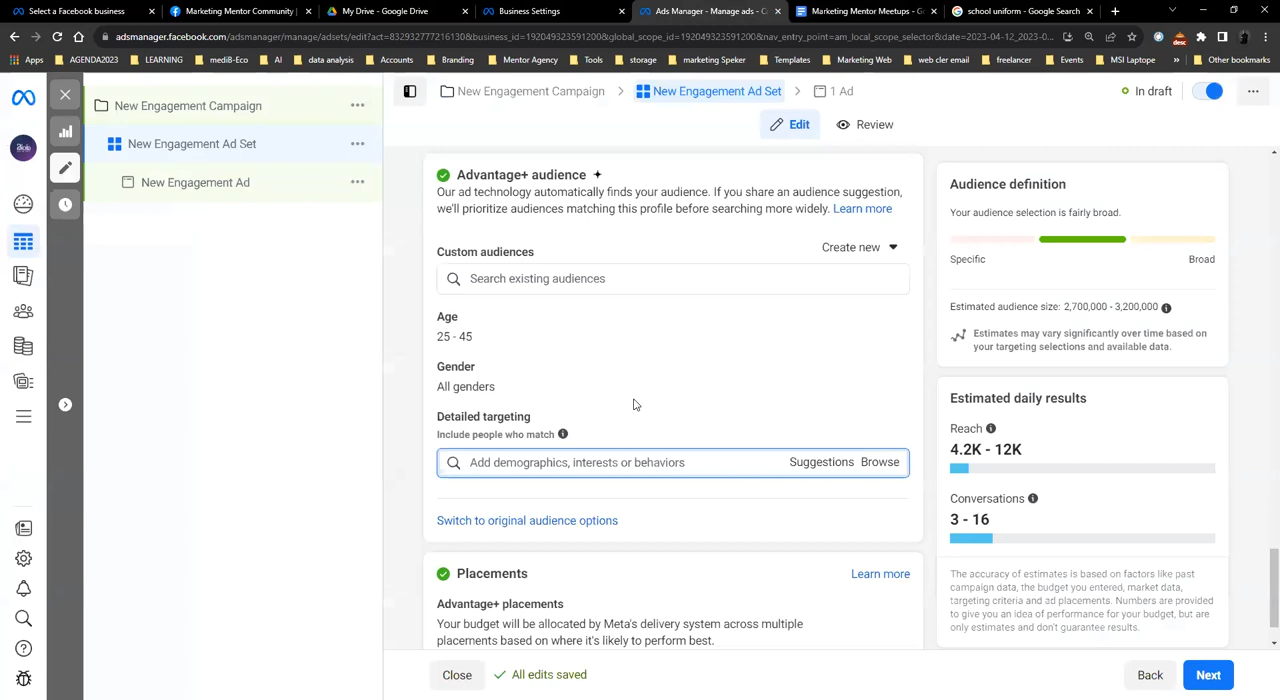 Select a Facebook business
Marketing Mentor Community |
My Drive - Google Drive
Business Settings
Ads Manager - Manage ads - C
Marketing Mentor Meetups - G
school uniform - Google Search
adsmanager.facebook.com/adsmanager/manage/adsets/edit?act=832932777216130&business_id=192049323591200&global_scope_id=192049323591200&nav_entry_point=am_local_scope_selector&date=2023-04-12_2023-0...
Apps
AGENDA2023
LEARNING
medi8-Eco
AI
data analysis
Accounts
Branding
Mentor Agency
Tools
storage
marketing Speker
Templates
Marketing Web
web cler email
freelancer
Events
MSI Laptope
»
Other bookmarks
New Engagement Campaign
New Engagement Ad Set
New Engagement Ad
New Engagement Campaign
New Engagement Ad Set
1 Ad
In draft
Edit
Review
Advantage+ audience
Our ad technology automatically finds your audience. If you share an audience suggestion,
we'll prioritize audiences matching this profile before searching more widely. Learn more
Custom audiences
Create new
Search existing audiences
Age
25 - 45
Gender
All genders
Detailed targeting
Include people who match
Add demographics, interests or behaviors
Suggestions
Browse
Switch to original audience options
Placements
Learn more
Advantage+ placements
Your budget will be allocated by Meta's delivery system across multiple
placements based on where it's likely to perform best.
Audience definition
Your audience selection is fairly broad.
Specific
Broad
Estimated audience size: 2,700,000 - 3,200,000
Estimates may vary significantly over time based on
your targeting selections and available data.
Estimated daily results
Reach
4.2K - 12K
Conversations
3 - 16
The accuracy of estimates is based on factors like past
campaign data, the budget you entered, market data,
targeting criteria and ad placements. Numbers are provided
to give you an idea of performance for your budget, but are
only estimates and don't guarantee results.
Close
All edits saved
Back
Next